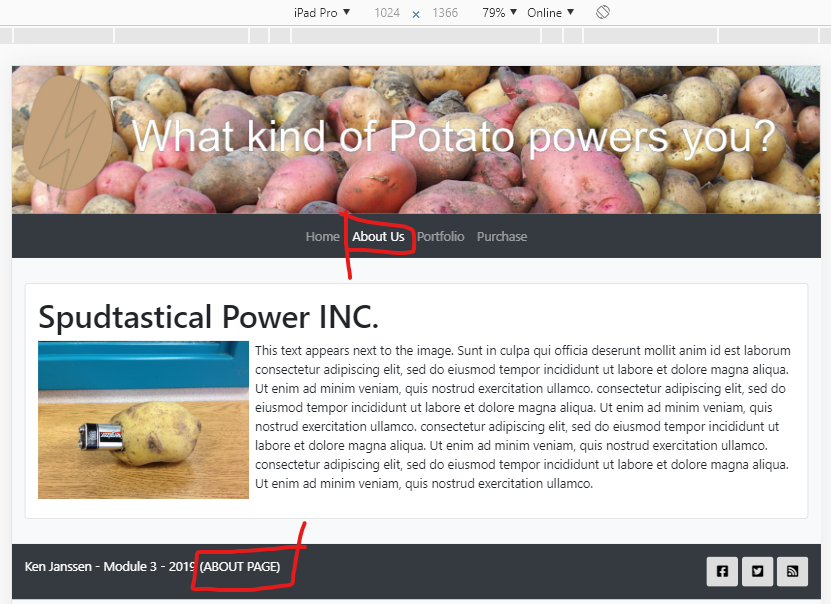 iPad Pro ▼ 1024 × 1366 79% ▼ Online ▼
What kind of Potato powers you?
Home About Us Portfolio Purchase
Spudtastical Power INC.
This text appears next to the image. Sunt in culpa qui officia deserunt mollit anim id est laborum
consectetur adipiscing elit, sed do eiusmod tempor incididunt ut labore et dolore magna aliqua.
Ut enim ad minim veniam, quis nostrud exercitation ullamco. consectetur adipiscing elit, sed do
eiusmod tempor incididunt ut labore et dolore magna aliqua. Ut enim ad minim veniam, quis
nostrud exercitation ullamco. consectetur adipiscing elit, sed do eiusmod tempor incididunt ut
labore et dolore magna aliqua. Ut enim ad minim veniam, quis nostrud exercitation ullamco.
consectetur adipiscing elit, sed do eiusmod tempor incididunt ut labore et dolore magna aliqua.
Ut enim ad minim veniam, quis nostrud exercitation ullamco.
Ken Janssen - Module 3 - 2019 (ABOUT PAGE)